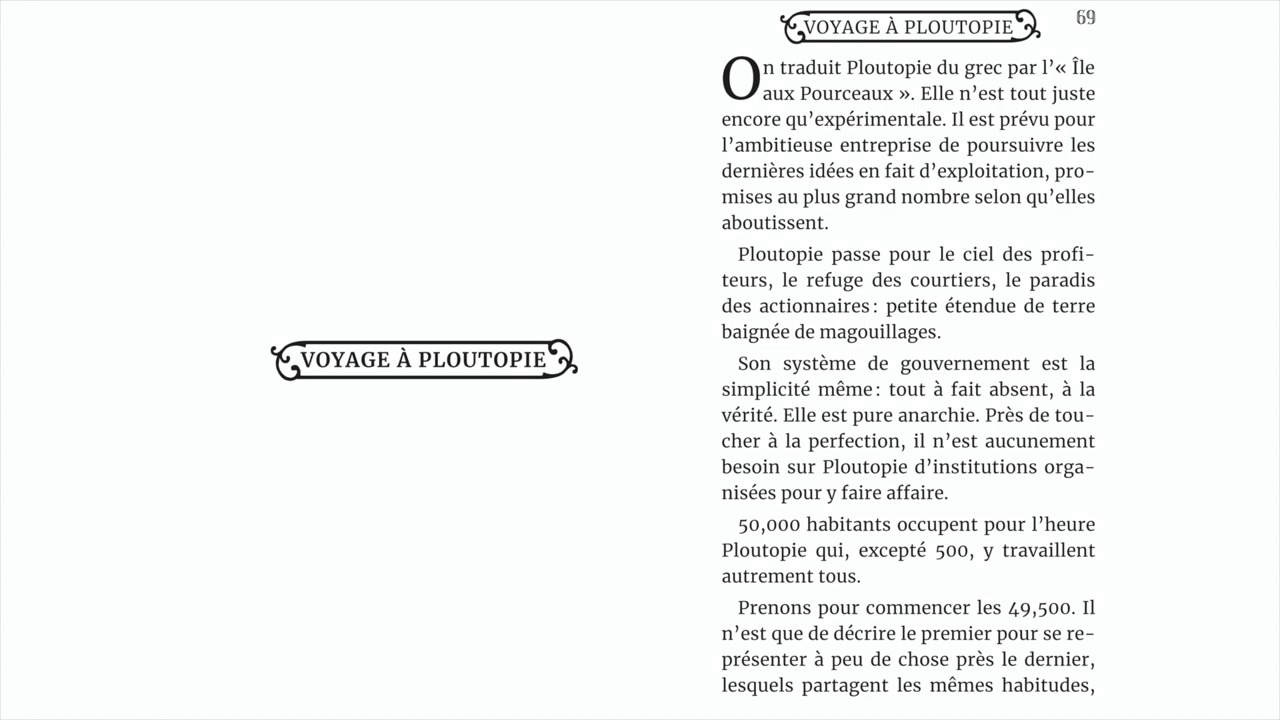 VOYAGE À PLOUTOPIE
VOYAGE À PLOUTOPIE
69
On traduit Ploutopie du grec par l’« Île
aux Pourceaux ». Elle n’est tout juste
encore qu’expérimentale. Il est prévu pour
l’ambitieuse entreprise de poursuivre les
dernières idées en fait d’exploitation, pro-
mises au plus grand nombre selon qu’elles
aboutissent.
Ploutopie passe pour le ciel des profi-
teurs, le refuge des courtiers, le paradis
des actionnaires : petite étendue de terre
baignée de magouillages.
Son système de gouvernement est la
simplicité même : tout à fait absent, à la
vérité. Elle est pure anarchie. Près de tou-
cher à la perfection, il n’est aucunement
besoin sur Ploutopie d’institutions orga-
nisées pour y faire affaire.
50,000 habitants occupent pour l’heure
Ploutopie qui, excepté 500, y travaillent
autrement tous.
Prenons pour commencer les 49,500. Il
n’est que de décrire le premier pour se re-
présenter à peu de chose près le dernier,
lesquels partagent les mêmes habitudes,